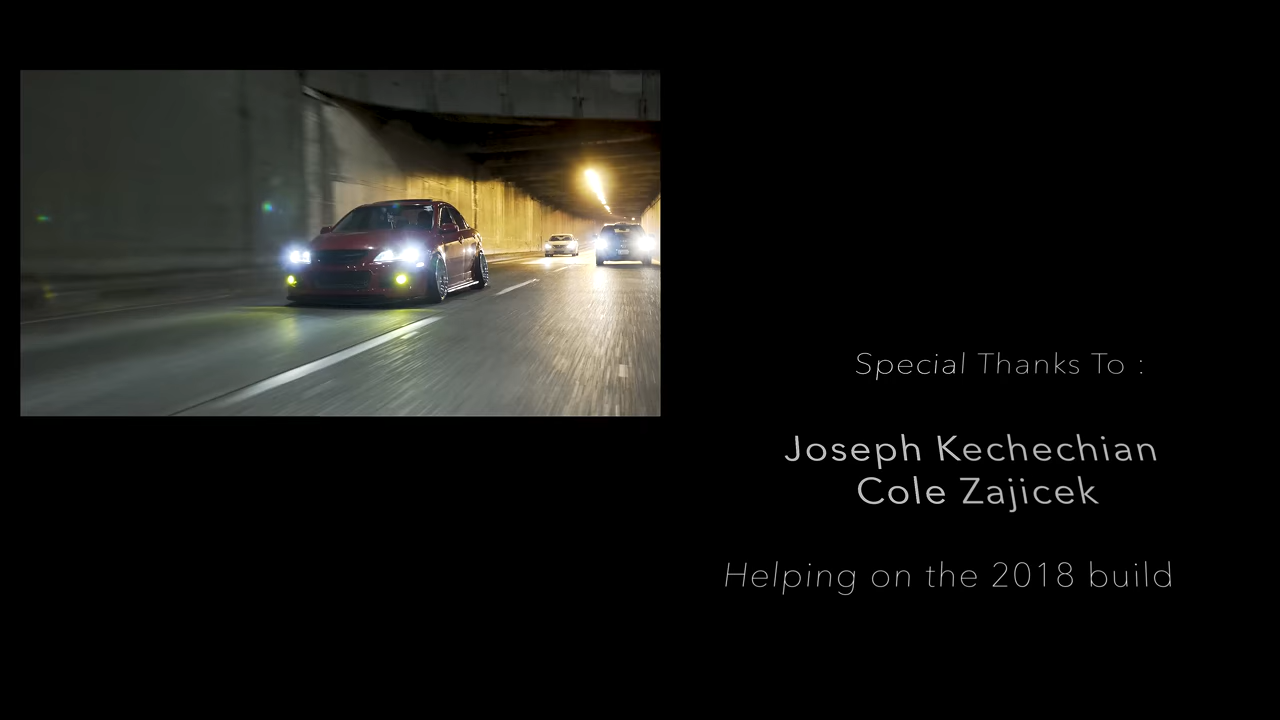 Special Thanks To :
Joseph Kechechian
Cole Zajicek
Helping on the 2018 build